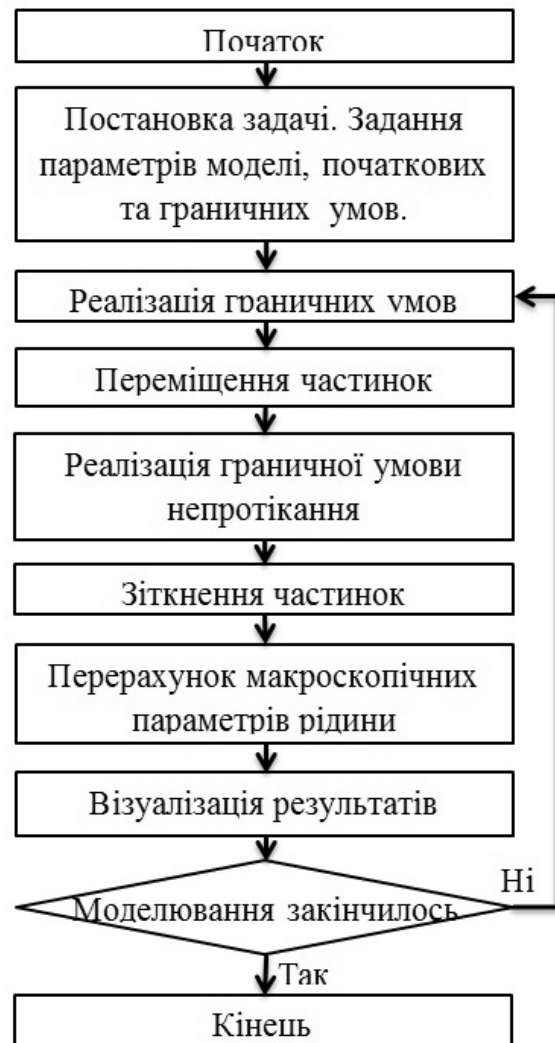 Початок
Постановка задачі. Задання
параметрів моделі, початкових
та граничних умов.
Реалізація граничних умов
Переміщення частинок
Реалізація граничної умови
непротікання
Зіткнення частинок
Перерахунок макроскопічних
параметрів рідини
Візуалізація результатів
Моделювання закінчилось
Ні
Так
Кінець